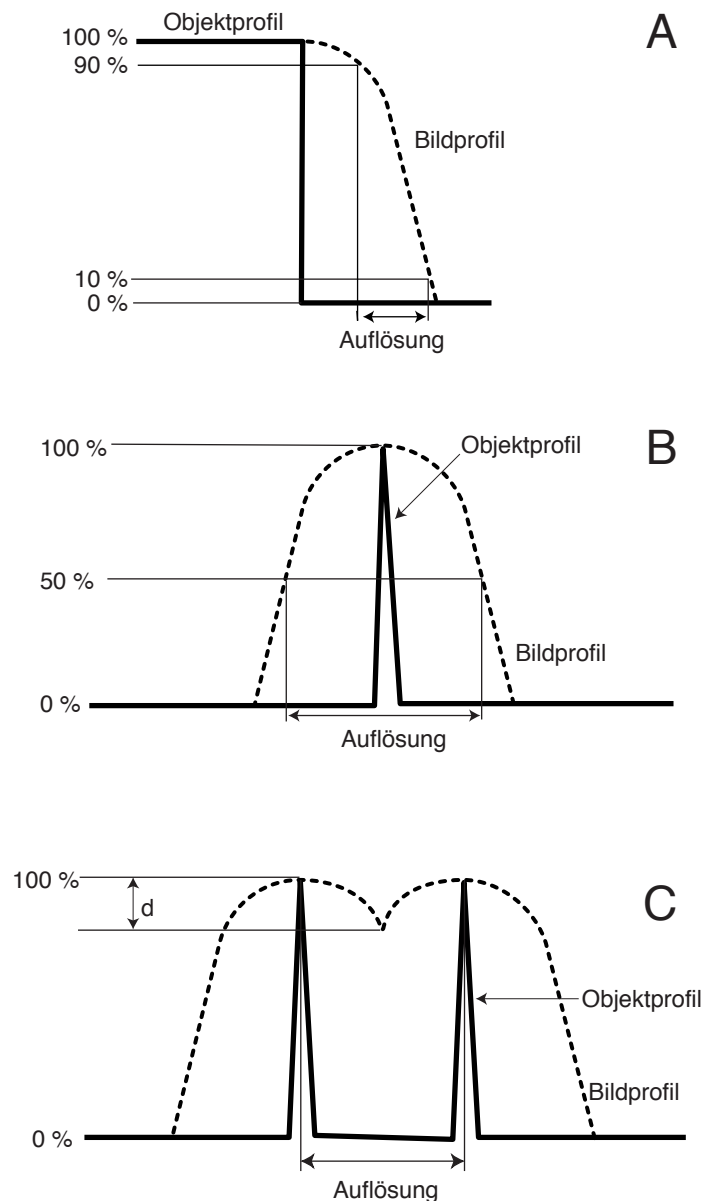 Objektprofil
A
100 %
90 %
Bildprofil
10 %
0 %
Auflösung
B
100 %
Objektprofil
50 %
Bildprofil
0 %
Auflösung
100 %
C
d
Objektprofil
Bildprofil
0 %
Auflösung